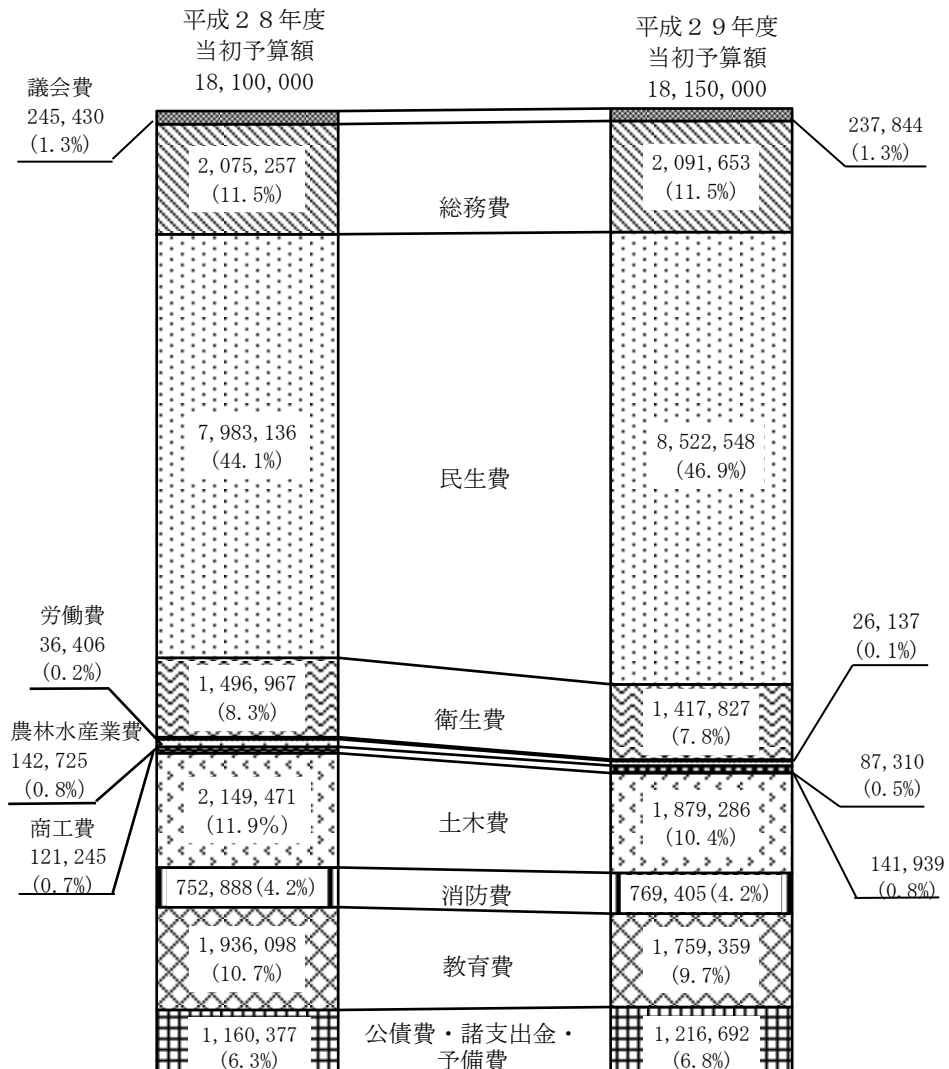 平成２８年度
当初予算額
18,100,000
平成２９年度
当初予算額
18,150,000
議会費
245,430
(1.3%)
237,844
(1.3%)
2,075,257
(11.5%)
総務費
2,091,653
(11.5%)
7,983,136
(44.1%)
民生費
8,522,548
(46.9%)
労働費
36,406
(0.2%)
26,137
(0.1%)
1,496,967
(8.3%)
衛生費
1,417,827
(7.8%)
農林水産業費
142,725
(0.8%)
87,310
(0.5%)
商工費
121,245
(0.7%)
141,939
(0.8%)
2,149,471
(11.9%)
土木費
1,879,286
(10.4%)
752,888(4.2%)
消防費
769,405(4.2%)
1,936,098
(10.7%)
教育費
1,759,359
(9.7%)
1,160,377
(6.3%)
公債費・諸支出金・
予備費
1,216,692
(6.8%)